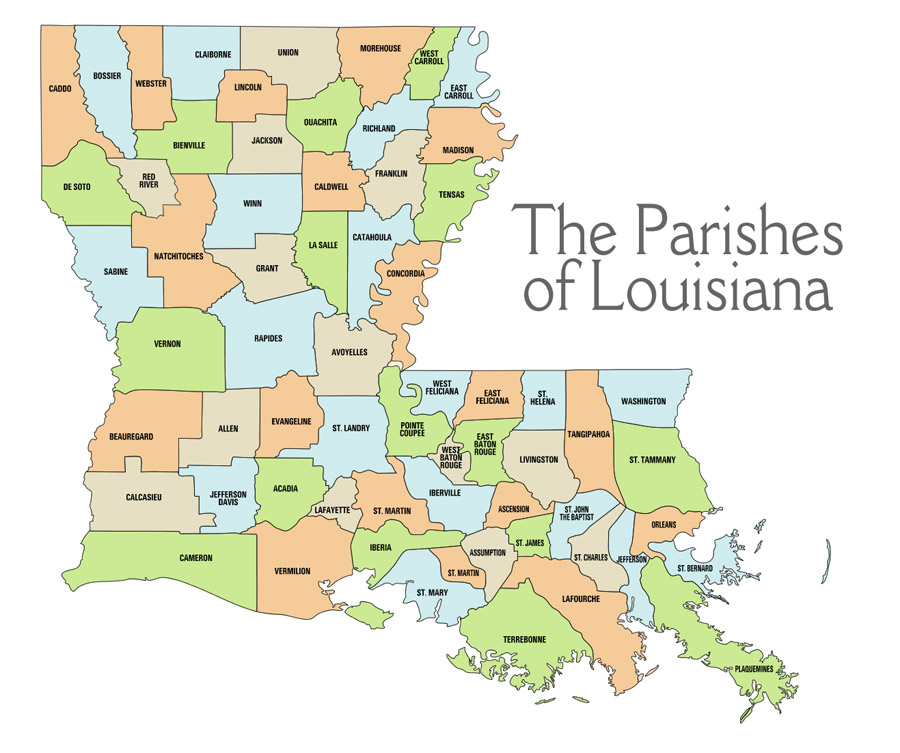 The Parishes
of Louisiana
CADDO
BOSSIER
WEBSTER
CLAIBORNE
UNION
MOREHOUSE
WEST
CARROLL
EAST
CARROLL
LINCOLN
OUACHITA
RICHLAND
MADISON
BIENVILLE
JACKSON
DE SOTO
RED
RIVER
WINN
CALDWELL
FRANKLIN
TENSAS
SABINE
NATCHITOCHES
GRANT
LA SALLE
CATAHOULA
CONCORDIA
VERNON
RAPIDES
AVOYELLES
WEST
FELICIANA
EAST
FELICIANA
ST.
HELENA
WASHINGTON
BEAUREGARD
ALLEN
EVANGELINE
ST. LANDRY
POINTE
COUPEE
WEST
BATON
ROUGE
EAST
BATON
ROUGE
LIVINGSTON
TANGIPAHOA
ST. TAMMANY
CALCASIEU
JEFFERSON
DAVIS
ACADIA
LAFAYETTE
ST. MARTIN
IBERVILLE
ASCENSION
ST. JOHN
THE BAPTIST
ORLEANS
CAMERON
VERMILION
IBERIA
ST. MARTIN
ST. MARY
ASSUMPTION
ST. JAMES
ST. CHARLES
JEFFERSON
ST. BERNARD
LAFOURCHE
TERREBONNE
PLAQUEMINES